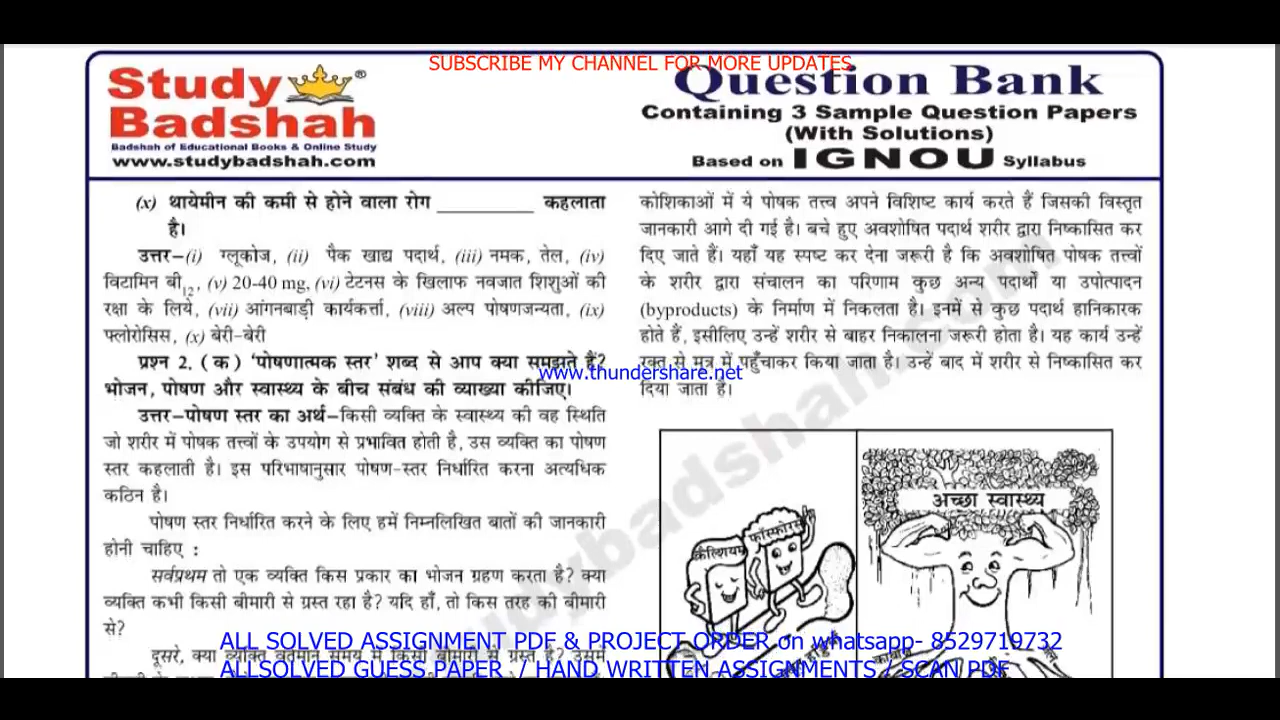 SUBSCRIBE MY CHANNEL FOR MORE UPDATES
Study
Badshah
Badshah of Educational Books & Online Study
www.studybadshah.com
Question Bank
Containing 3 Sample Question Papers
(With Solutions)
Based on IGNOU Syllabus
(x) थायेमीन की कमी से होने वाला रोग __________ कहलाता
है।
उत्तर–(i) ग्लूकोज, (ii) पैक खाद्य पदार्थ, (iii) नमक, तेल, (iv)
विटामिन बी12, (v) 20-40 mg, (vi) टेटनस के खिलाफ नवजात शिशुओं की
रक्षा के लिये, (vii) आंगनबाड़ी कार्यकर्त्ता, (viii) अल्प पोषणजन्यता, (ix)
फ्लोरोसिस, (x) बेरी-बेरी
प्रश्न 2. (क) ‘पोषणात्मक स्तर’ शब्द से आप क्या समझते हैं?
भोजन, पोषण और स्वास्थ्य के बीच संबंध की व्याख्या कीजिए।
उत्तर–पोषण स्तर का अर्थ–किसी व्यक्ति के स्वास्थ्य की वह स्थिति
जो शरीर में पोषक तत्त्वों के उपयोग से प्रभावित होती है, उस व्यक्ति का पोषण
स्तर कहलाती है। इस परिभाषानुसार पोषण-स्तर निर्धारित करना अत्यधिक
कठिन है।
पोषण स्तर निर्धारित करने के लिए हमें निम्नलिखित बातों की जानकारी
होनी चाहिए :
सर्वप्रथम तो एक व्यक्ति किस प्रकार का भोजन ग्रहण करता है? क्या
व्यक्ति कभी किसी बीमारी से ग्रस्त रहा है? यदि हाँ, तो किस तरह की बीमारी
से?
दूसरे, क्या व्यक्ति वर्तमान समय में किसी बीमारी से ग्रस्त है? उसमें
कोशिकाओं में ये पोषक तत्त्व अपने विशिष्ट कार्य करते हैं जिसकी विस्तृत
जानकारी आगे दी गई है। बचे हुए अवशोषित पदार्थ शरीर द्वारा निष्कासित कर
दिए जाते हैं। यहाँ यह स्पष्ट कर देना जरूरी है कि अवशोषित पोषक तत्त्वों
के शरीर द्वारा संचालन का परिणाम कुछ अन्य पदार्थों या उपोत्पादन
(byproducts) के निर्माण में निकलता है। इनमें से कुछ पदार्थ हानिकारक
होते हैं, इसीलिए उन्हें शरीर से बाहर निकालना जरूरी होता है। यह कार्य उन्हें
रक्त से मूत्र में पहुँचाकर किया जाता है। उन्हें बाद में शरीर से निष्कासित कर
दिया जाता है।
www.thundershare.net
कैल्शियम
फॉस्फोरस
अच्छा स्वास्थ्य
ALL SOLVED ASSIGNMENT PDF & PROJECT ORDER on whatsapp- 8529719732
ALLSOLVED GUESS PAPER / HAND WRITTEN ASSIGNMENTS / SCAN PDF